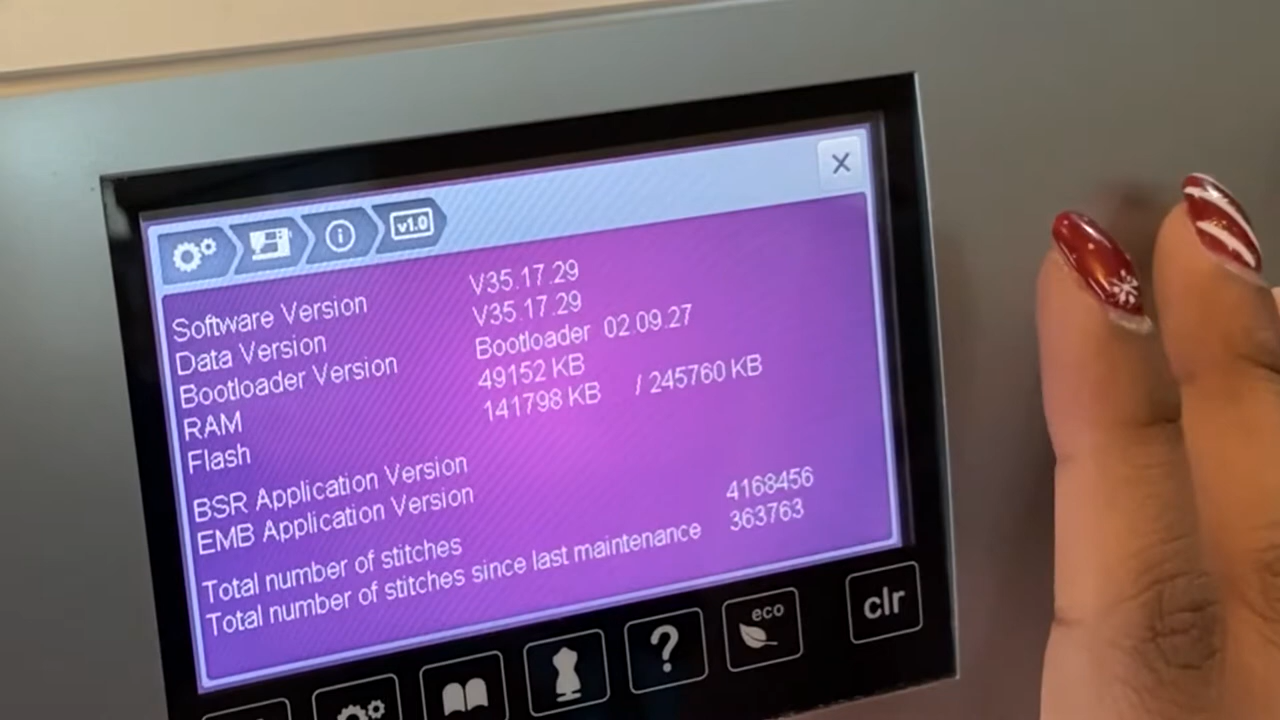 v1.0
Software Version V35.17.29
Data Version V35.17.29
Bootloader Version Bootloader 02.09.27
RAM 49152 KB
Flash 141798 KB / 245760 KB
BSR Application Version
EMB Application Version
Total number of stitches 4168456
Total number of stitches since last maintenance 363763
? eco clr